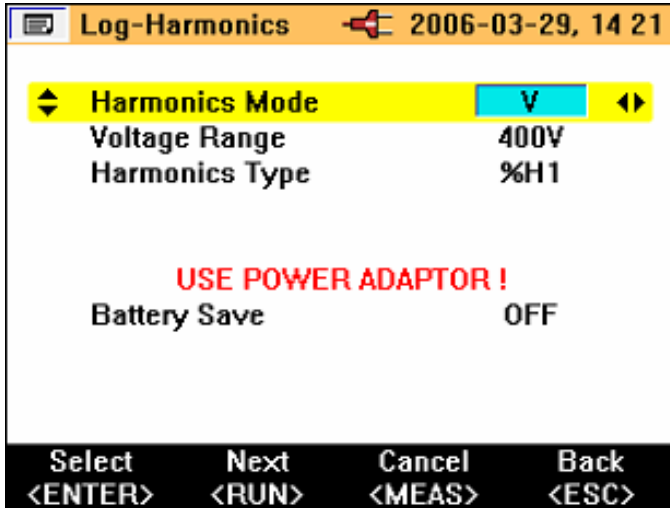 Log-Harmonics 2006-03-29, 14 21
Harmonics Mode V
Voltage Range 400V
Harmonics Type %H1
USE POWER ADAPTOR !
Battery Save OFF
Select Next Cancel Back
<ENTER> <RUN> <MEAS> <ESC>